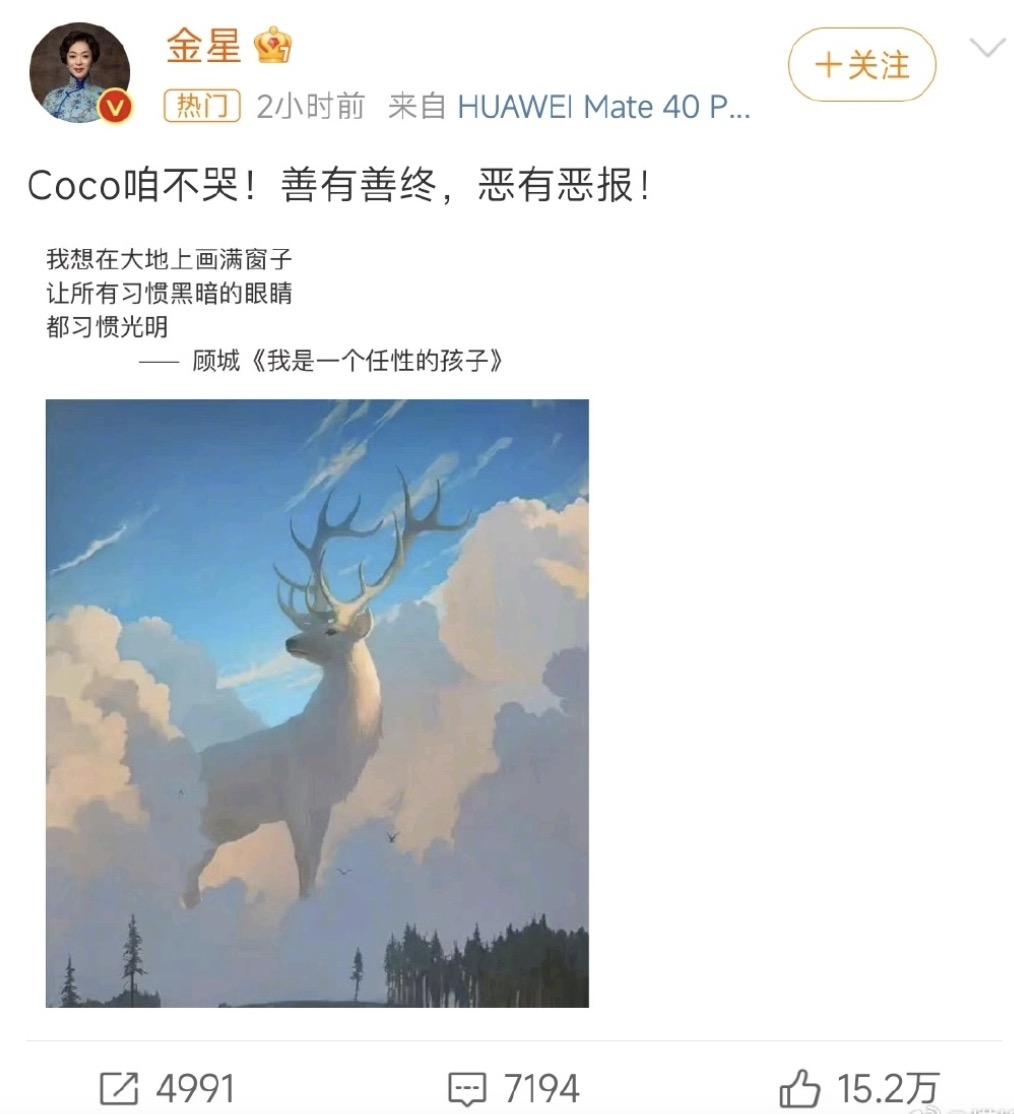 金星
热门 2小时前 来自 HUAWEI Mate 40 P...
+关注
Coco咱不哭！善有善终，恶有恶报！
我想在大地上画满窗子
让所有习惯黑暗的眼睛
都习惯光明
—— 顾城《我是一个任性的孩子》
4991
7194
15.2万